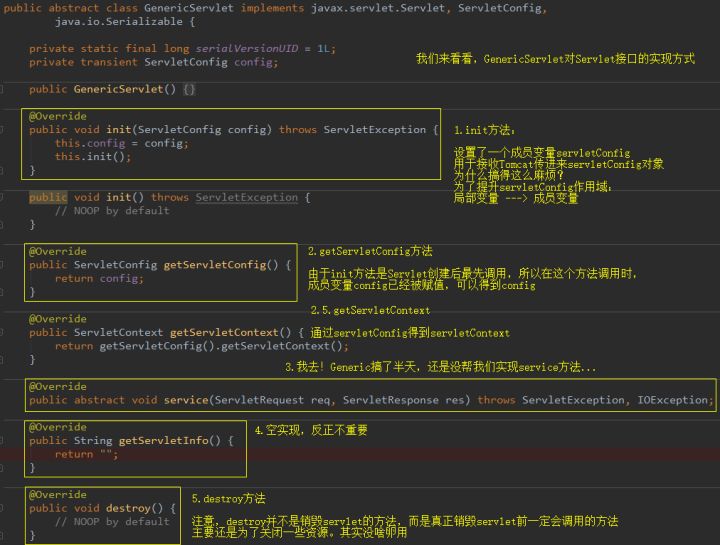 public abstract class GenericServlet implements javax.servlet.Servlet, ServletConfig,
java.io.Serializable {
private static final long serialVersionUID = 1L;
private transient ServletConfig config;
我们来看看，GenericServlet对Servlet接口的实现方式
public GenericServlet() {}
@Override
public void init(ServletConfig config) throws ServletException {
this.config = config;
this.init();
}
1.init方法：
设置了一个成员变量servletConfig
用于接收Tomcat传进来servletConfig对象
为什么搞得这么麻烦？
为了提升servletConfig作用域：
局部变量 ---> 成员变量
public void init() throws ServletException {
// NOOP by default
}
@Override
public ServletConfig getServletConfig() {
return config;
}
2.getServletConfig方法
由于init方法是Servlet创建后最先调用，所以在这个方法调用时，
成员变量config已经被赋值，可以得到config
2.5.getServletContext
@Override
public ServletContext getServletContext() { 通过servletConfig得到servletContext
return getServletConfig().getServletContext();
}
3.我去！Generic搞了半天，还是没帮我们实现service方法...
@Override
public abstract void service(ServletRequest req, ServletResponse res) throws ServletException, IOException;
@Override
public String getServletInfo() {
return "";
}
4.空实现，反正不重要
@Override
public void destroy() {
// NOOP by default
}
5.destroy方法
注意，destroy并不是销毁servlet的方法，而是真正销毁servlet前一定会调用的方法
主要还是为了关闭一些资源。其实没啥卵用